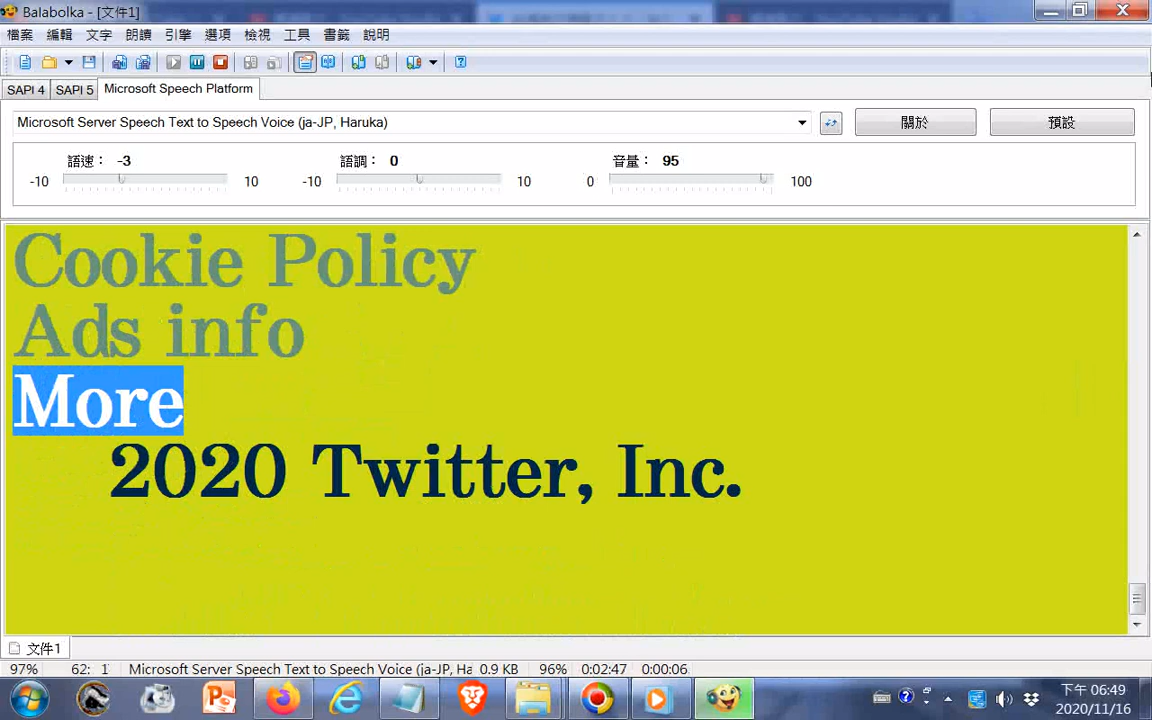 Balabolka - [文件1]
檔案 編輯 文字 朗讀 引擎 選項 檢視 工具 書籤 說明
SAPI 4 SAPI 5 Microsoft Speech Platform
Microsoft Server Speech Text to Speech Voice (ja-JP, Haruka) 關於 預設
語速： -3 語調： 0 音量： 95
-10 10 -10 10 0 100
Cookie Policy
Ads info
More
2020 Twitter, Inc.
文件1
97% 62: 1 Microsoft Server Speech Text to Speech Voice (ja-JP, Ha 0.9 KB 96% 0:02:47 0:00:06
下午 06:49
2020/11/16